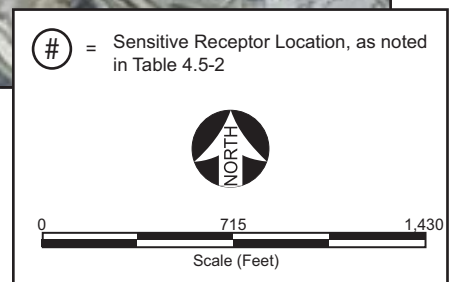 # = Sensitive Receptor Location, as noted
in Table 4.5-2
NORTH
0 715 1,430
Scale (Feet)